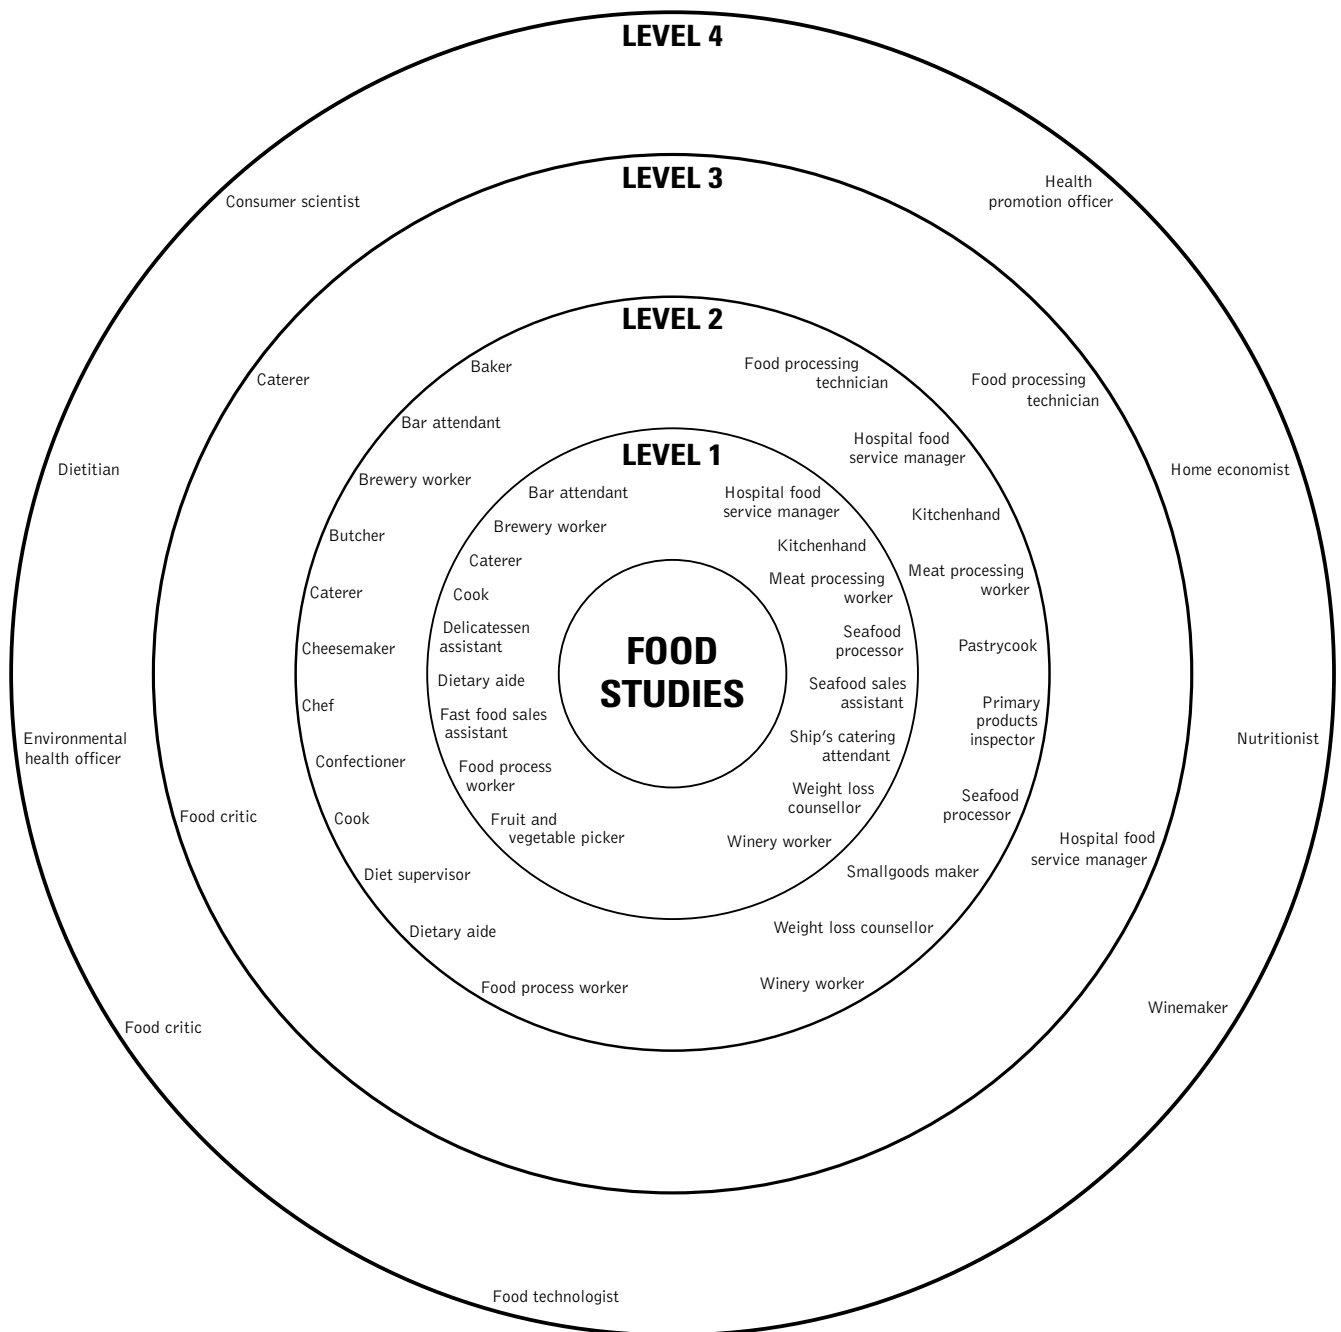 LEVEL 4
Consumer scientist
Dietitian
Environmental
health officer
Food critic
Food technologist
Health
promotion officer
Home economist
Nutritionist
Winemaker
LEVEL 3
Caterer
Food critic
Food processing
technician
Hospital food
service manager
LEVEL 2
Baker
Bar attendant
Brewery worker
Butcher
Caterer
Cheesemaker
Chef
Confectioner
Cook
Diet supervisor
Dietary aide
Food process worker
Food processing
technician
Hospital food
service manager
Kitchenhand
Meat processing
worker
Pastrycook
Primary
products
inspector
Seafood
processor
Smallgoods maker
Weight loss counsellor
Winery worker
LEVEL 1
Bar attendant
Brewery worker
Caterer
Cook
Delicatessen
assistant
Dietary aide
Fast food sales
assistant
Food process
worker
Fruit and
vegetable picker
Hospital food
service manager
Kitchenhand
Meat processing
worker
Seafood
processor
Seafood sales
assistant
Ship's catering
attendant
Weight loss
counsellor
Winery worker
FOOD
STUDIES